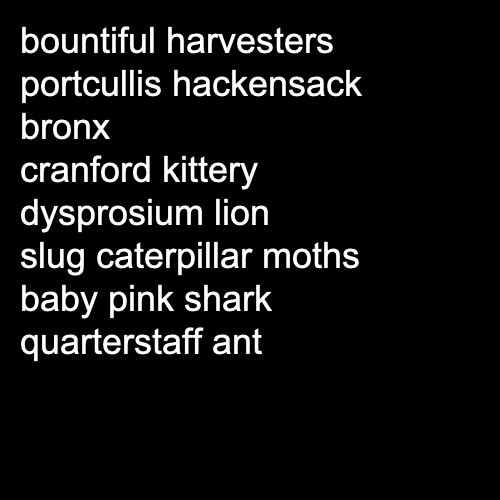 bountiful harvesters
portcullis hackensack
bronx
cranford kittery
dysprosium lion
slug caterpillar moths
baby pink shark
quarterstaff ant